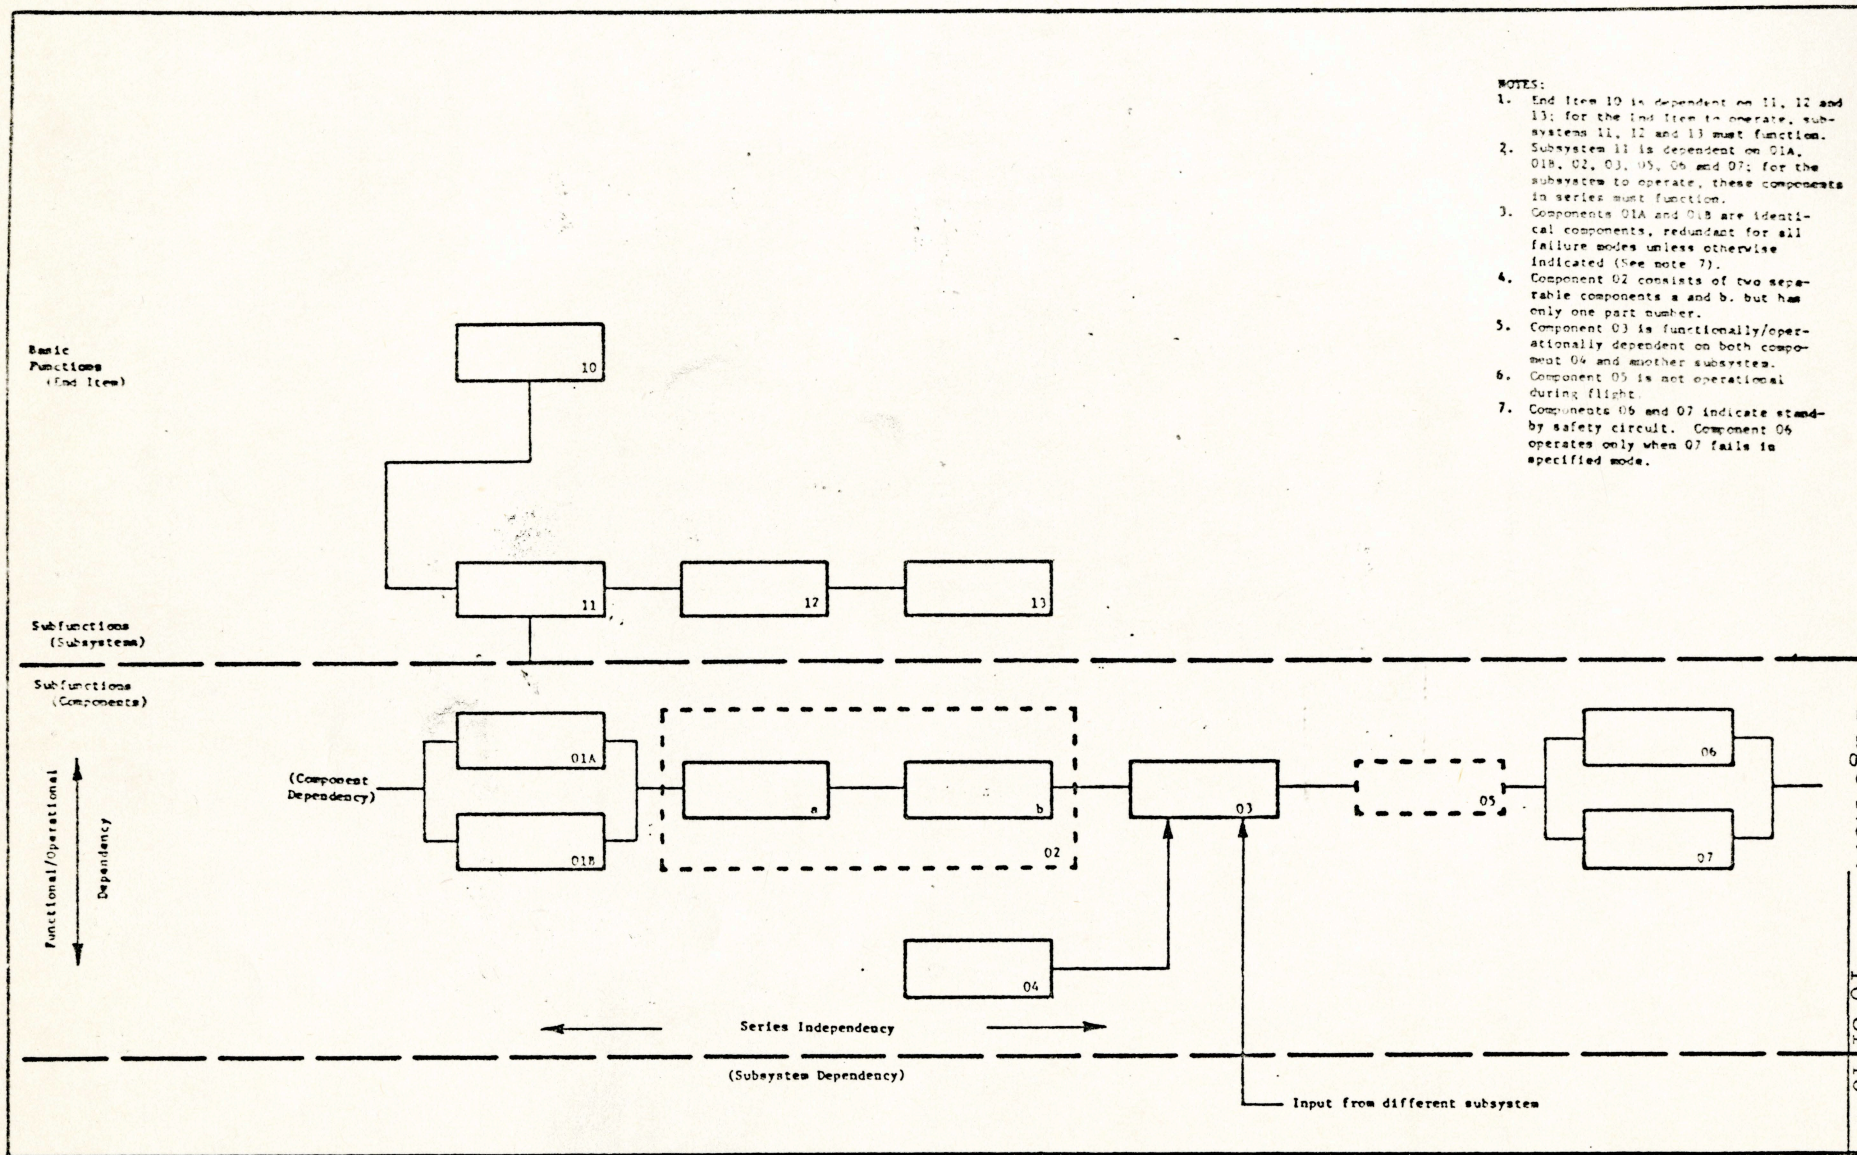 NOTES:
1. End Item 10 is dependent on 11, 12 and
13; for the End Item to operate, sub-
systems 11, 12 and 13 must function.
2. Subsystem 11 is dependent on 01A,
01B, 02, 03, 05, 06 and 07; for the
subsystem to operate, these components
in series must function.
3. Components 01A and 01B are identi-
cal components, redundant for all
failure modes unless otherwise
indicated (See note 7).
4. Component 02 consists of two sepa-
rable components a and b, but has
only one part number.
5. Component 03 is functionally/oper-
ationally dependent on both compo-
nent 04 and another subsystem.
6. Component 05 is not operational
during flight.
7. Components 06 and 07 indicate stand-
by safety circuit. Component 06
operates only when 07 fails in
specified mode.
Basic
Functions
(End Item)
10
11
12
13
Subfunctions
(Subsystems)
Subfunctions
(Components)
Functional/Operational
Dependency
(Component
Dependency)
01A
01B
a
b
02
03
04
05
06
07
Series Independency
(Subsystem Dependency)
Input from different subsystem